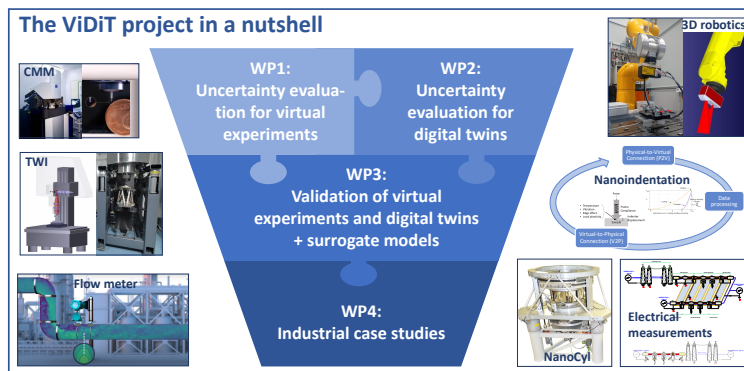 The ViDiT project in a nutshell
CMM
TWI
Flow meter
WP1:
Uncertainty evalua-
tion for virtual
experiments
WP2:
Uncertainty
evaluation for
digital twins
WP3:
Validation of virtual
experiments and digital twins
+ surrogate models
WP4:
Industrial case studies
3D robotics
Physical-to-Virtual
Connection (P2V)
Nanoindentation
Data
processing
Virtual-to-Physical
Connection (V2P)
NanoCyl
Electrical
measurements